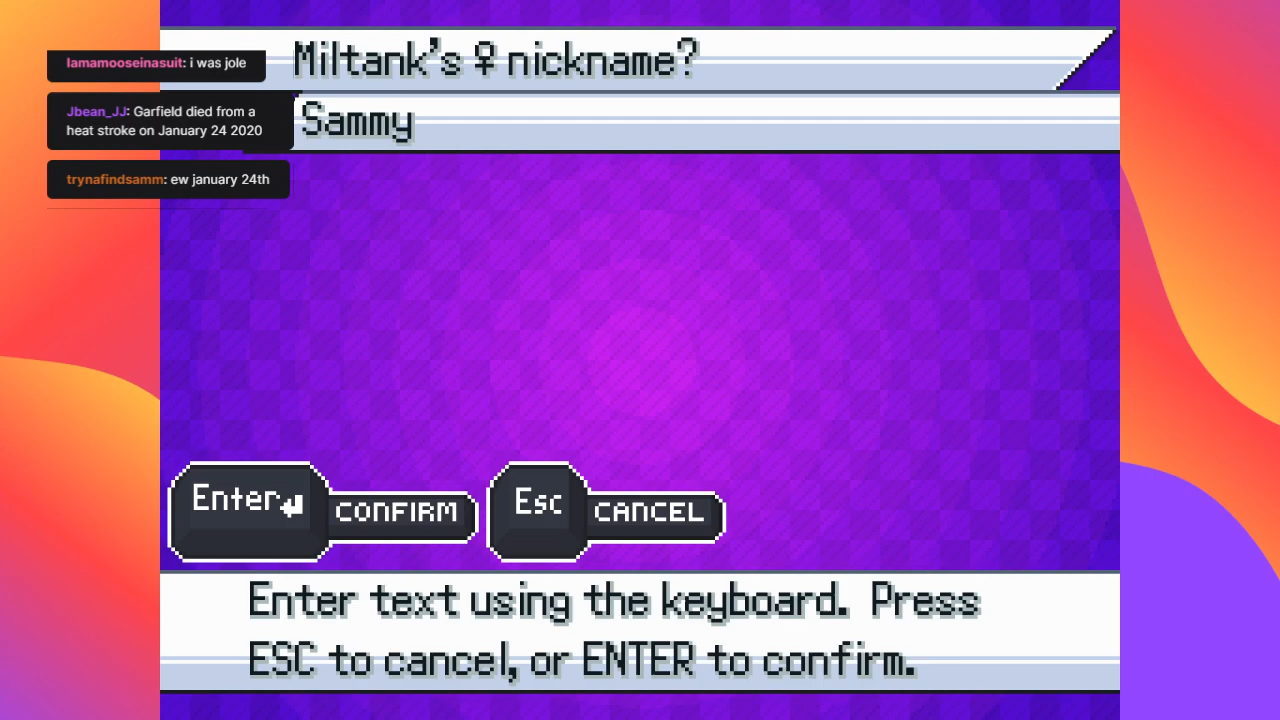 Miltank's ♀ nickname?
Sammy
Iamamooseinasuit: i was jole
Jbean_JJ: Garfield died from a
heat stroke on January 24 2020
trynafindsamm: ew january 24th
Enter↵ CONFIRM Esc CANCEL
Enter text using the keyboard. Press
ESC to cancel, or ENTER to confirm.